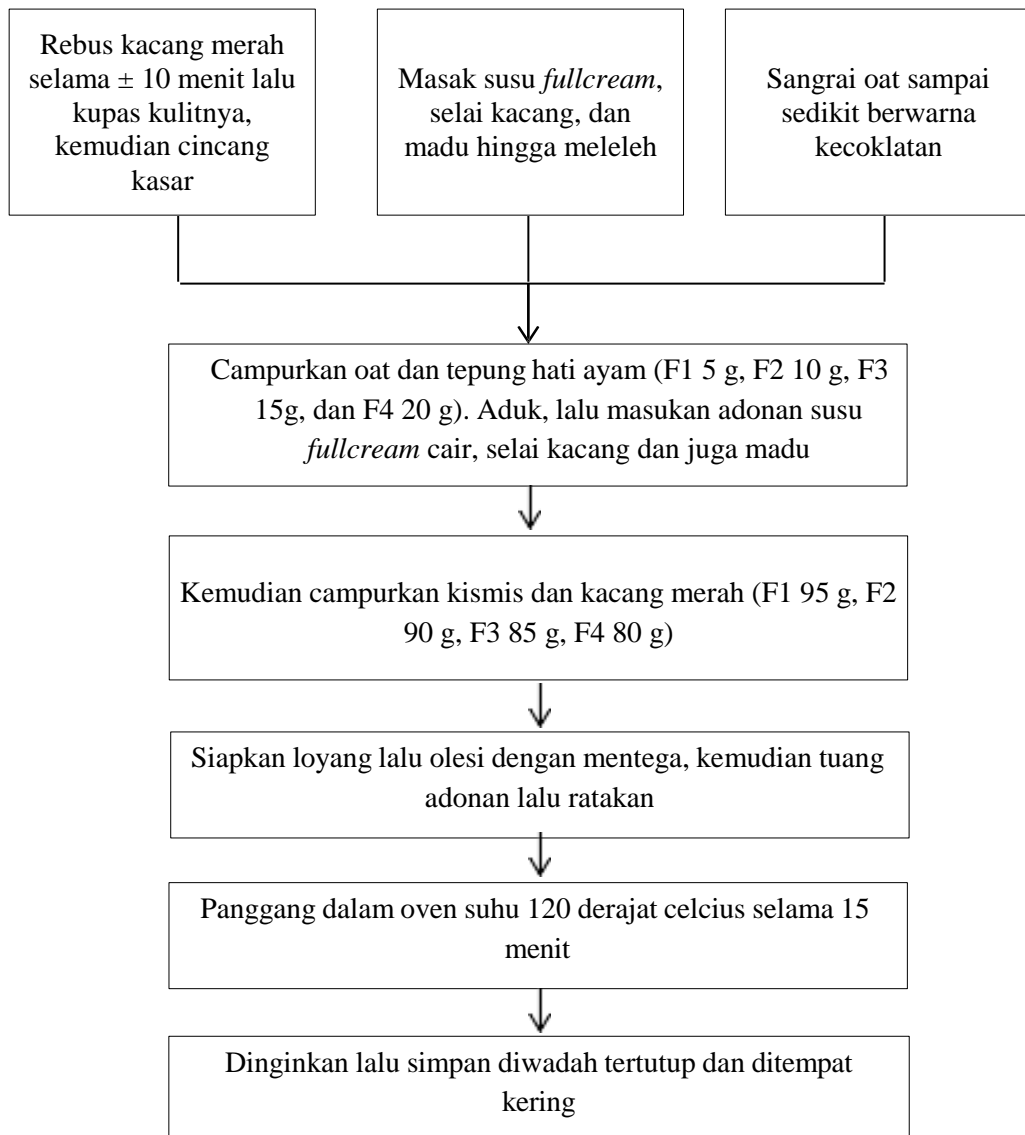 Rebus kacang merah
selama ± 10 menit lalu
kupas kulitnya,
kemudian cincang
kasar
Masak susu fullcream,
selai kacang, dan
madu hingga meleleh
Sangrai oat sampai
sedikit berwarna
kecoklatan
Campurkan oat dan tepung hati ayam (F1 5 g, F2 10 g, F3
15g, dan F4 20 g). Aduk, lalu masukan adonan susu
fullcream cair, selai kacang dan juga madu
Kemudian campurkan kismis dan kacang merah (F1 95 g, F2
90 g, F3 85 g, F4 80 g)
Siapkan loyang lalu olesi dengan mentega, kemudian tuang
adonan lalu ratakan
Panggang dalam oven suhu 120 derajat celcius selama 15
menit
Dinginkan lalu simpan diwadah tertutup dan ditempat
kering